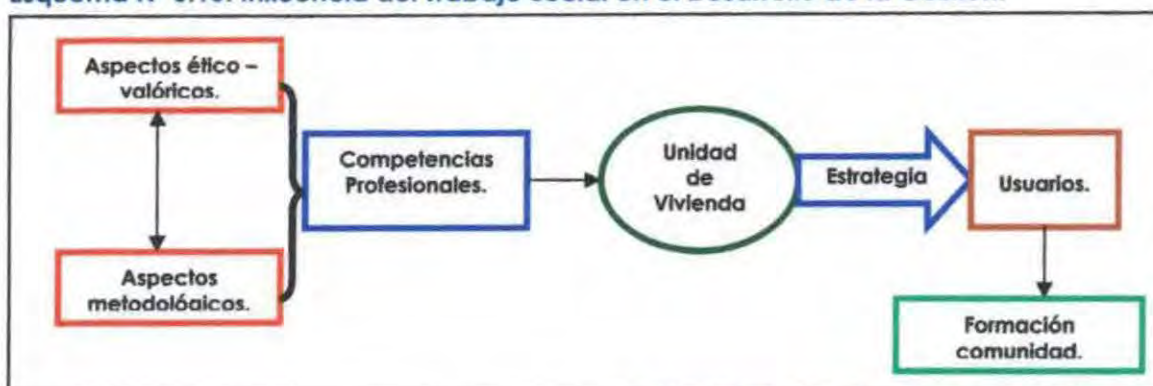 Aspectos ético –
valóricos.
Competencias
Profesionales.
Unidad
de
Vivienda
Estrategia
Usuarios.
Aspectos
metodológicos.
Formación
comunidad.